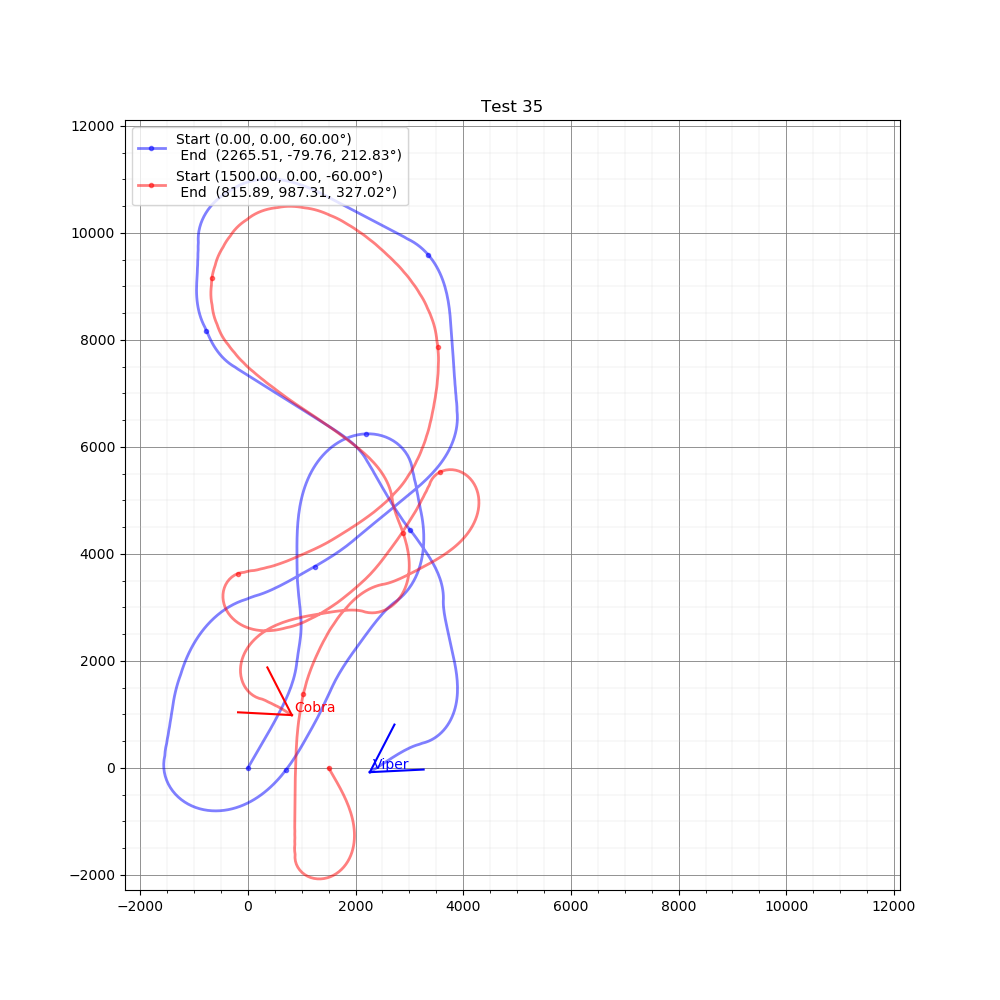 Test 35
Start (0.00, 0.00, 60.00°)
End (2265.51, -79.76, 212.83°)
Start (1500.00, 0.00, -60.00°)
End (815.89, 987.31, 327.02°)
12000
10000
8000
6000
4000
2000
0
−2000
Cobra
Viper
−2000 0 2000 4000 6000 8000 10000 12000